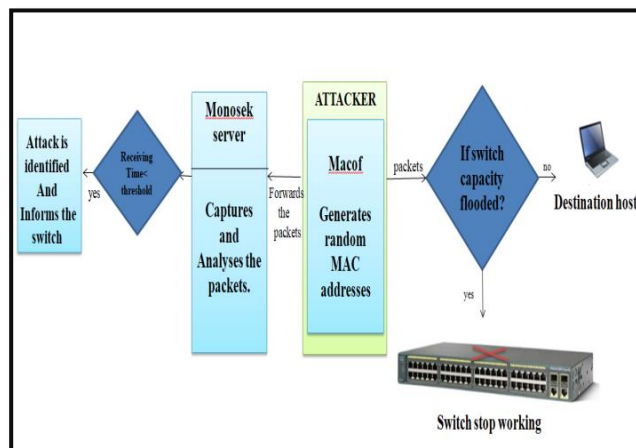 Attack is
identified
And
Informs the
switch
yes
Receiving
Time<
threshold
Monosek
server
Captures
and
Analyses the
packets.
Forwards
the
packets
ATTACKER
Macof
Generates
random
MAC
addresses
packets
If switch
capacity
flooded?
no
Destination host
yes
Switch stop working